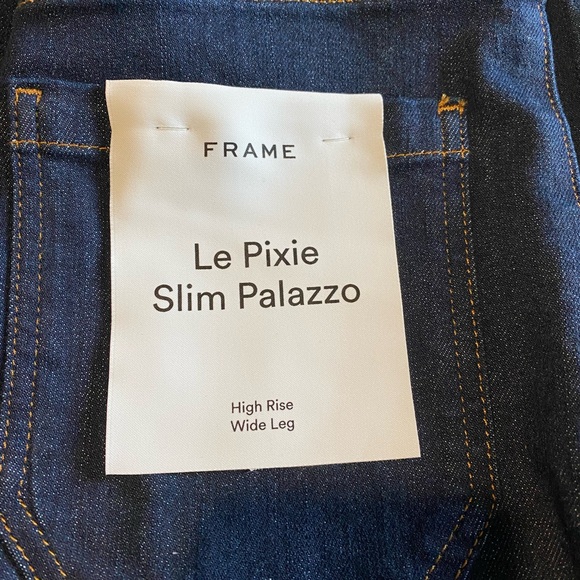 FRAME
Le Pixie
Slim Palazzo
High Rise
Wide Leg